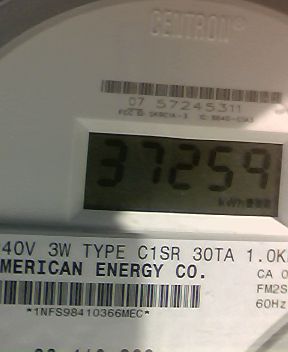 CENTRON®
07 57245311
37259
kWh
40V 3W TYPE C1SR 30TA 1.0K
MERICAN ENERGY CO.
CA 0
FM2S
60Hz
*1NFS98410366MEC*